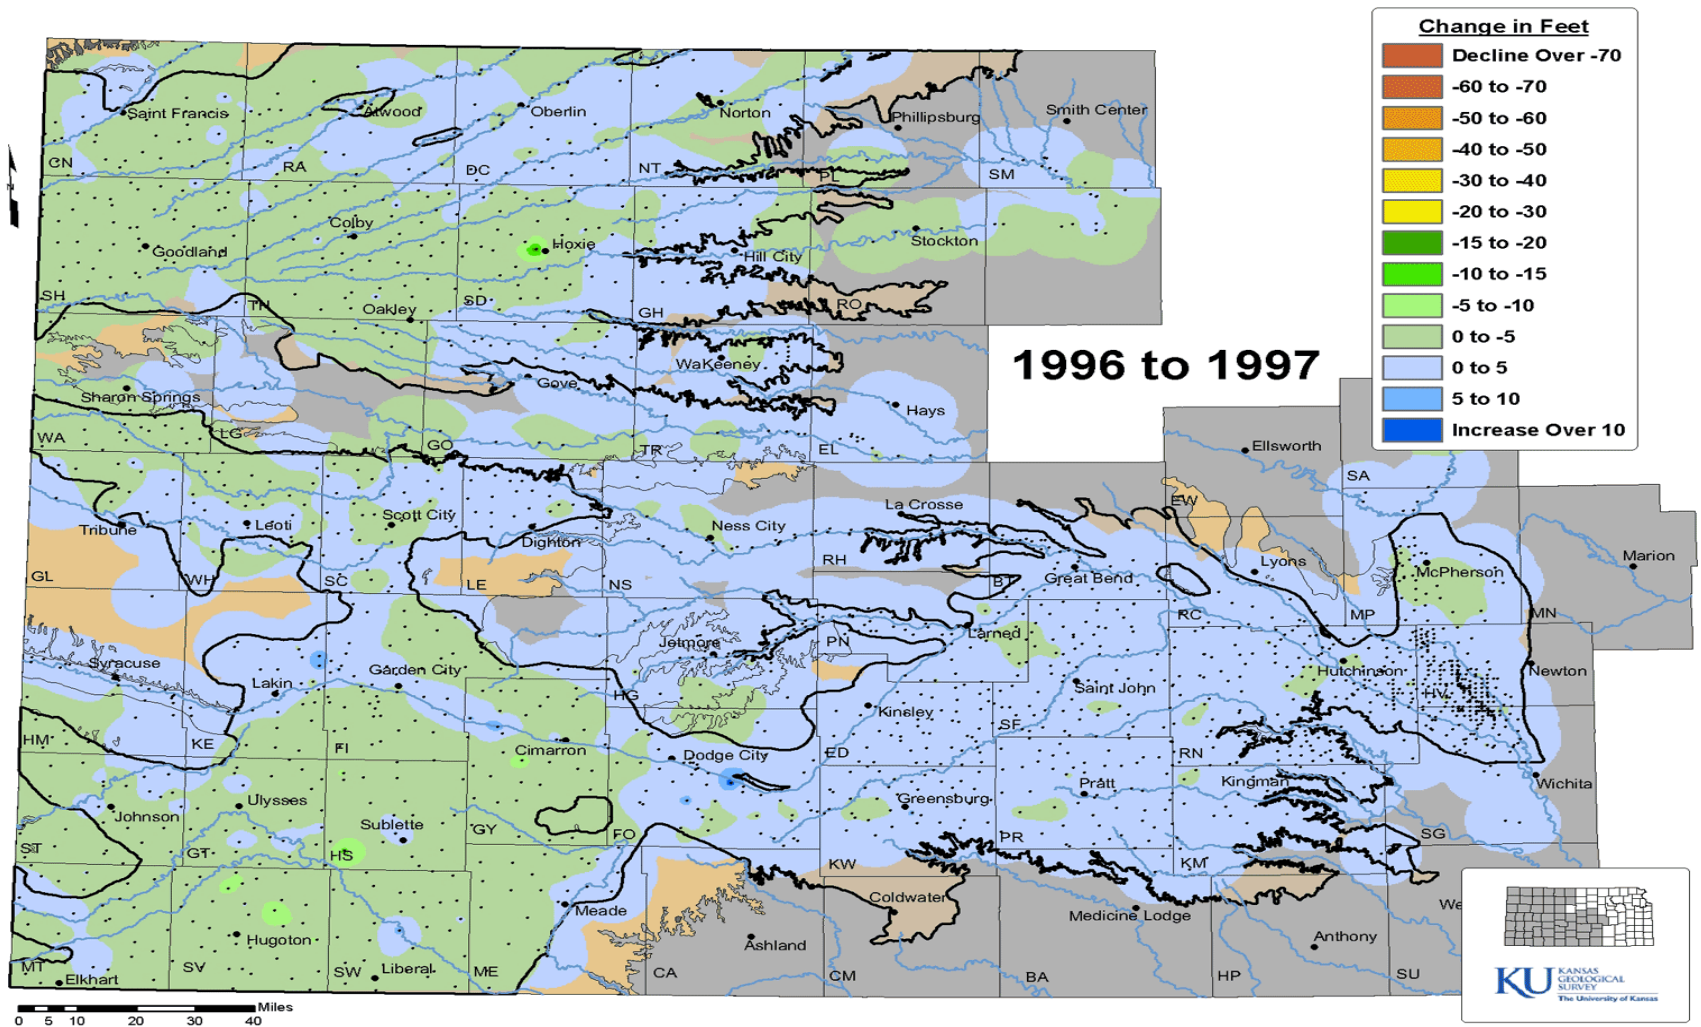 Change in Feet
Decline Over -70
-60 to -70
-50 to -60
-40 to -50
-30 to -40
-20 to -30
-15 to -20
-10 to -15
-5 to -10
0 to -5
0 to 5
5 to 10
Increase Over 10
1996 to 1997
Saint Francis
Atwood
Oberlin
Norton
Phillipsburg
Smith Center
CN
RA
DC
NT
PL
SM
Goodland
Colby
Hoxie
Hill City
Stockton
SH
TH
Oakley
SD
GH
RO
Sharon Springs
Gove
WaKeeney
Hays
WA
LG
GO
TR
EL
Ellsworth
SA
Tribune
Leoti
Scott City
Dighton
Ness City
La Crosse
EW
GL
WH
SC
LE
NS
RH
BT
Great Bend
Lyons
McPherson
Marion
RC
MP
MN
Syracuse
Lakin
Garden City
Jetmore
PN
Larned
Hutchinson
HV
Newton
HG
Kinsley
Saint John
SF
HM
KE
FI
Cimarron
Dodge City
ED
RN
Johnson
Ulysses
Sublette
Greensburg
Pratt
Kingman
Wichita
ST
GT
HS
GY
FO
KW
PR
KM
SG
Meade
Coldwater
Medicine Lodge
We
Hugoton
Ashland
Anthony
MT
Elkhart
SV
SW
Liberal
ME
CA
CM
BA
HP
SU
0 5 10 20 30 40
Miles
KU
KANSAS
GEOLOGICAL
SURVEY
The University of Kansas